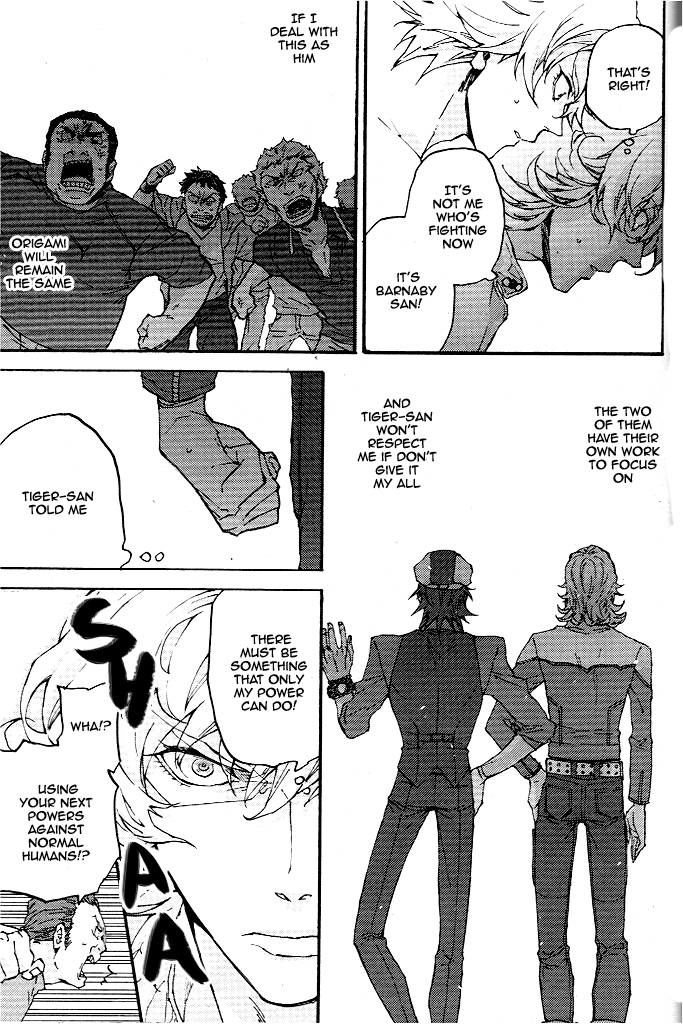 THAT'S
RIGHT!
IT'S
NOT ME
WHO'S
FIGHTING
NOW
IT'S
BARNABY
SAN!
IF I
DEAL WITH
THIS AS
HIM
ORIGAMI
WILL
REMAIN
THE SAME
THE TWO
OF THEM
HAVE THEIR
OWN WORK
TO FOCUS
ON
AND
TIGER-SAN
WON'T
RESPECT
ME IF DON'T
GIVE IT
MY ALL
TIGER-SAN
TOLD ME
THERE
MUST BE
SOMETHING
THAT ONLY
MY POWER
CAN DO!
SHAAA
WHA!?
USING
YOUR NEXT
POWERS
AGAINST
NORMAL
HUMANS!?